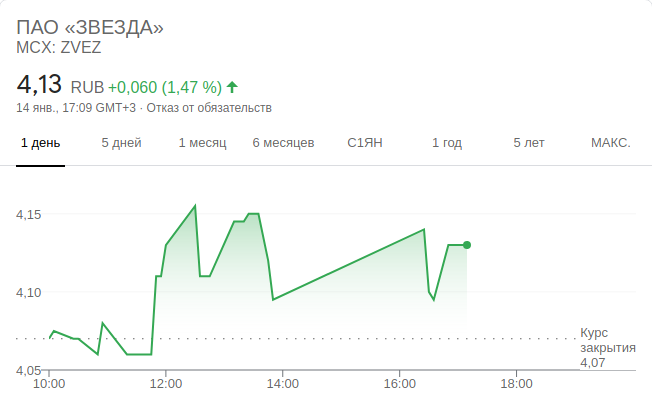 ПАО «ЗВЕЗДА»
MCX: ZVEZ
4,13 RUB +0,060 (1,47 %)
14 янв., 17:09 GMT+3 · Отказ от обязательств
1 день 5 дней 1 месяц 6 месяцев С1ЯН 1 год 5 лет МАКС.
4,15
4,10
Курс
закрытия
4,07
4,05
10:00 12:00 14:00 16:00 18:00